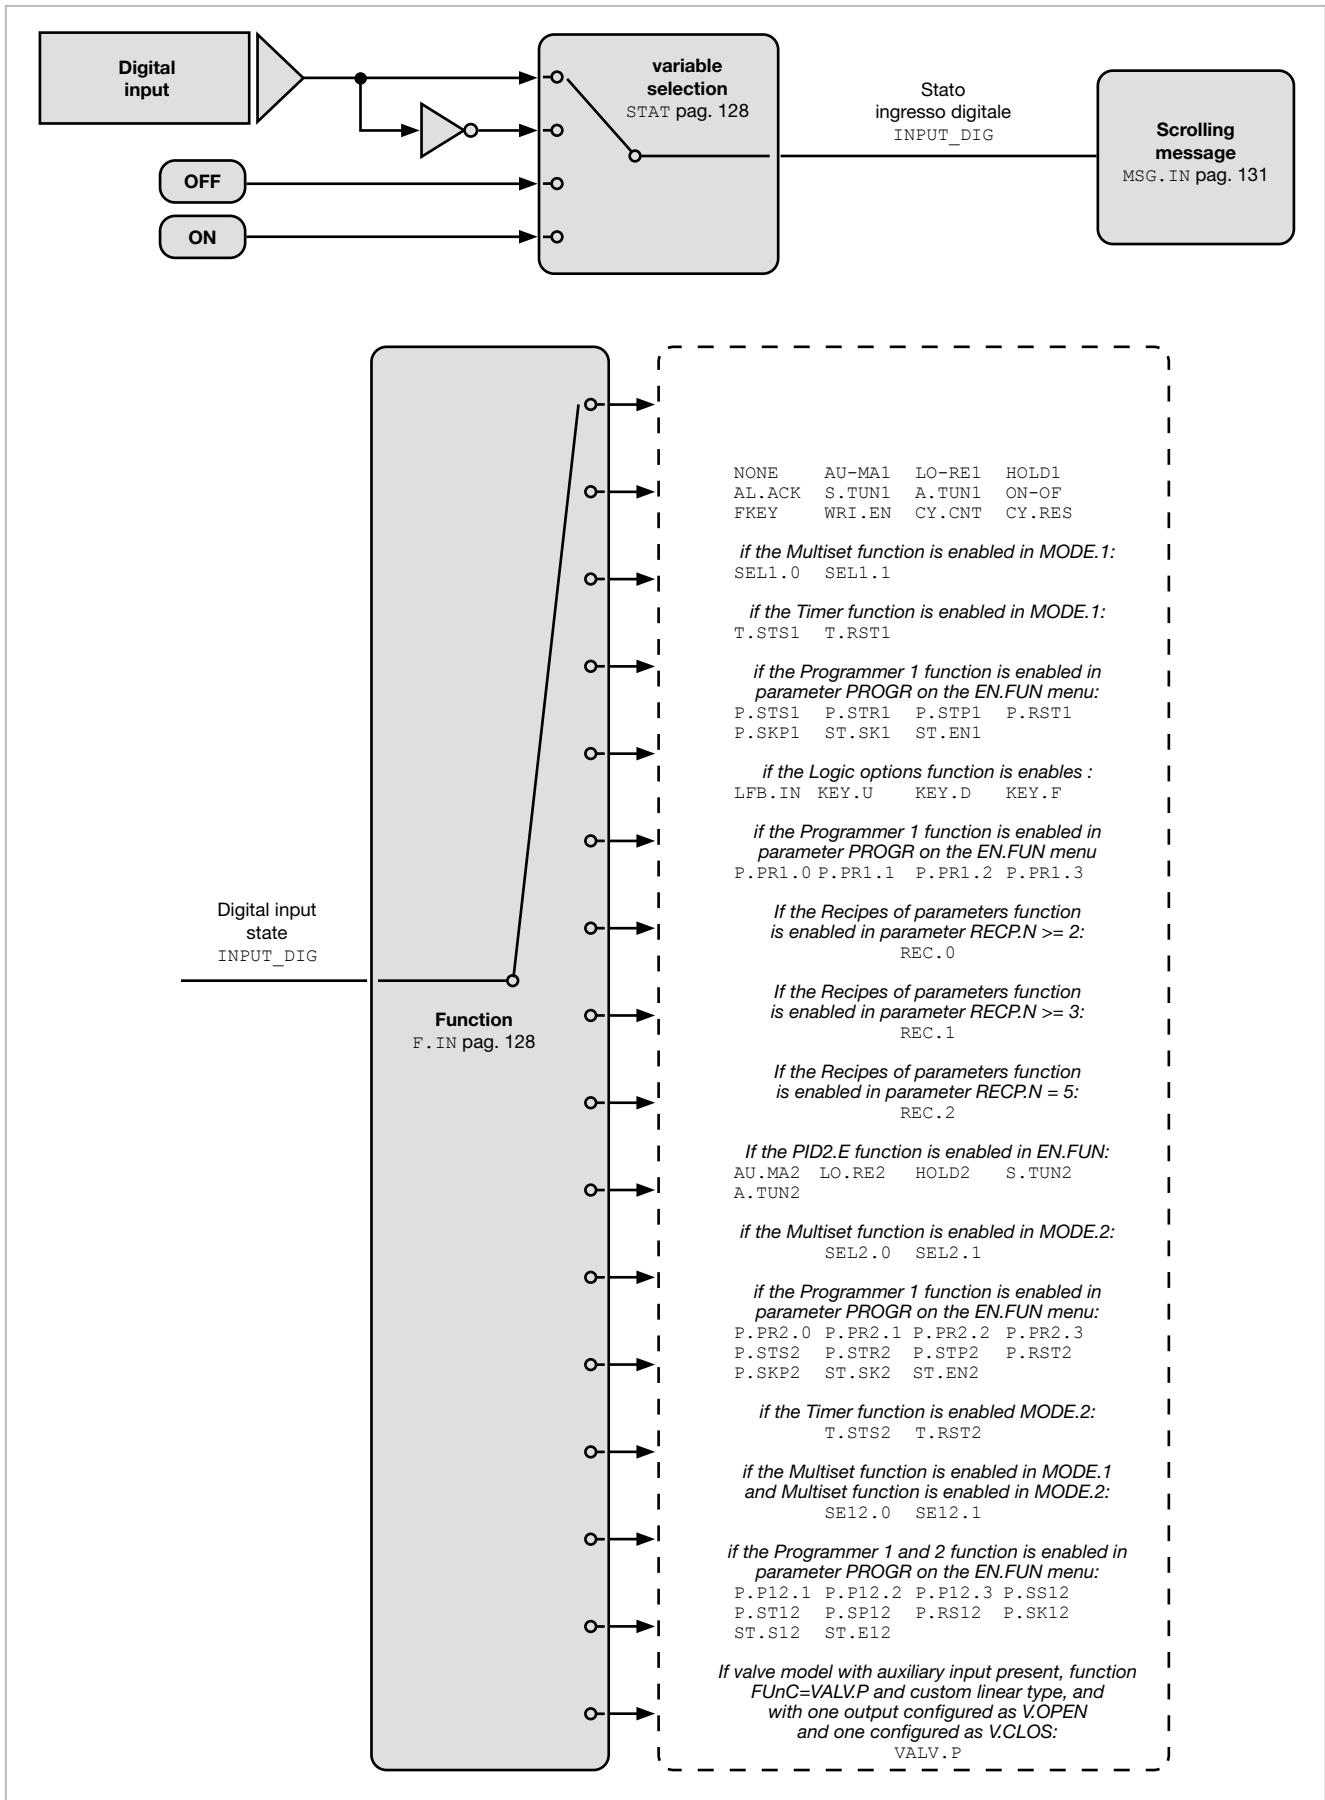 Digital
input
variable
selection
STAT pag. 128
Stato
ingresso digitale
INPUT_DIG
Scrolling
message
MSG.IN pag. 131
OFF
ON
NONE AU-MA1 LO-RE1 HOLD1
AL.ACK S.TUN1 A.TUN1 ON-OF
FKEY WRI.EN CY.CNT CY.RES
if the Multiset function is enabled in MODE.1:
SEL1.0 SEL1.1
if the Timer function is enabled in MODE.1:
T.STS1 T.RST1
if the Programmer 1 function is enabled in
parameter PROGR on the EN.FUN menu:
P.STS1 P.STR1 P.STP1 P.RST1
P.SKP1 ST.SK1 ST.EN1
if the Logic options function is enables :
LFB.IN KEY.U KEY.D KEY.F
if the Programmer 1 function is enabled in
parameter PROGR on the EN.FUN menu
P.PR1.0 P.PR1.1 P.PR1.2 P.PR1.3
If the Recipes of parameters function
is enabled in parameter RECP.N >= 2:
REC.0
If the Recipes of parameters function
is enabled in parameter RECP.N >= 3:
REC.1
If the Recipes of parameters function
is enabled in parameter RECP.N = 5:
REC.2
If the PID2.E function is enabled in EN.FUN:
AU.MA2 LO.RE2 HOLD2 S.TUN2
A.TUN2
if the Multiset function is enabled in MODE.2:
SEL2.0 SEL2.1
if the Programmer 1 function is enabled in
parameter PROGR on the EN.FUN menu:
P.PR2.0 P.PR2.1 P.PR2.2 P.PR2.3
P.STS2 P.STR2 P.STP2 P.RST2
P.SKP2 ST.SK2 ST.EN2
if the Timer function is enabled MODE.2:
T.STS2 T.RST2
if the Multiset function is enabled in MODE.1
and Multiset function is enabled in MODE.2:
SE12.0 SE12.1
if the Programmer 1 and 2 function is enabled in
parameter PROGR on the EN.FUN menu:
P.P12.1 P.P12.2 P.P12.3 P.SS12
P.ST12 P.SP12 P.RS12 P.SK12
ST.S12 ST.E12
If valve model with auxiliary input present, function
FUnC=VALV.P and custom linear type, and
with one output configured as V.OPEN
and one configured as V.CLOS:
VALV.P
Digital input
state
INPUT_DIG
Function
F.IN pag. 128